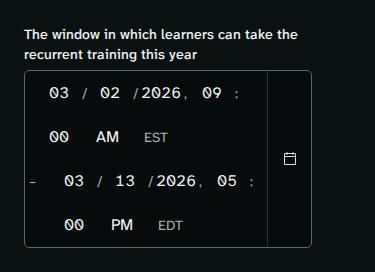 The window in which learners can take the
recurrent training this year
03 / 02 /2026, 09 :
00 AM EST
– 03 / 13 /2026, 05 :
00 PM EDT